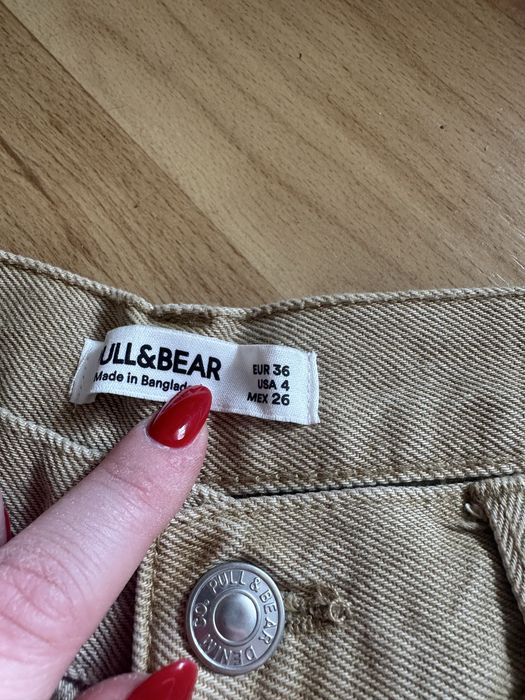 ULL&BEAR
Made in Banglad
EUR 36
USA 4
MEX 26
PULL & BEAR DENIM CO.